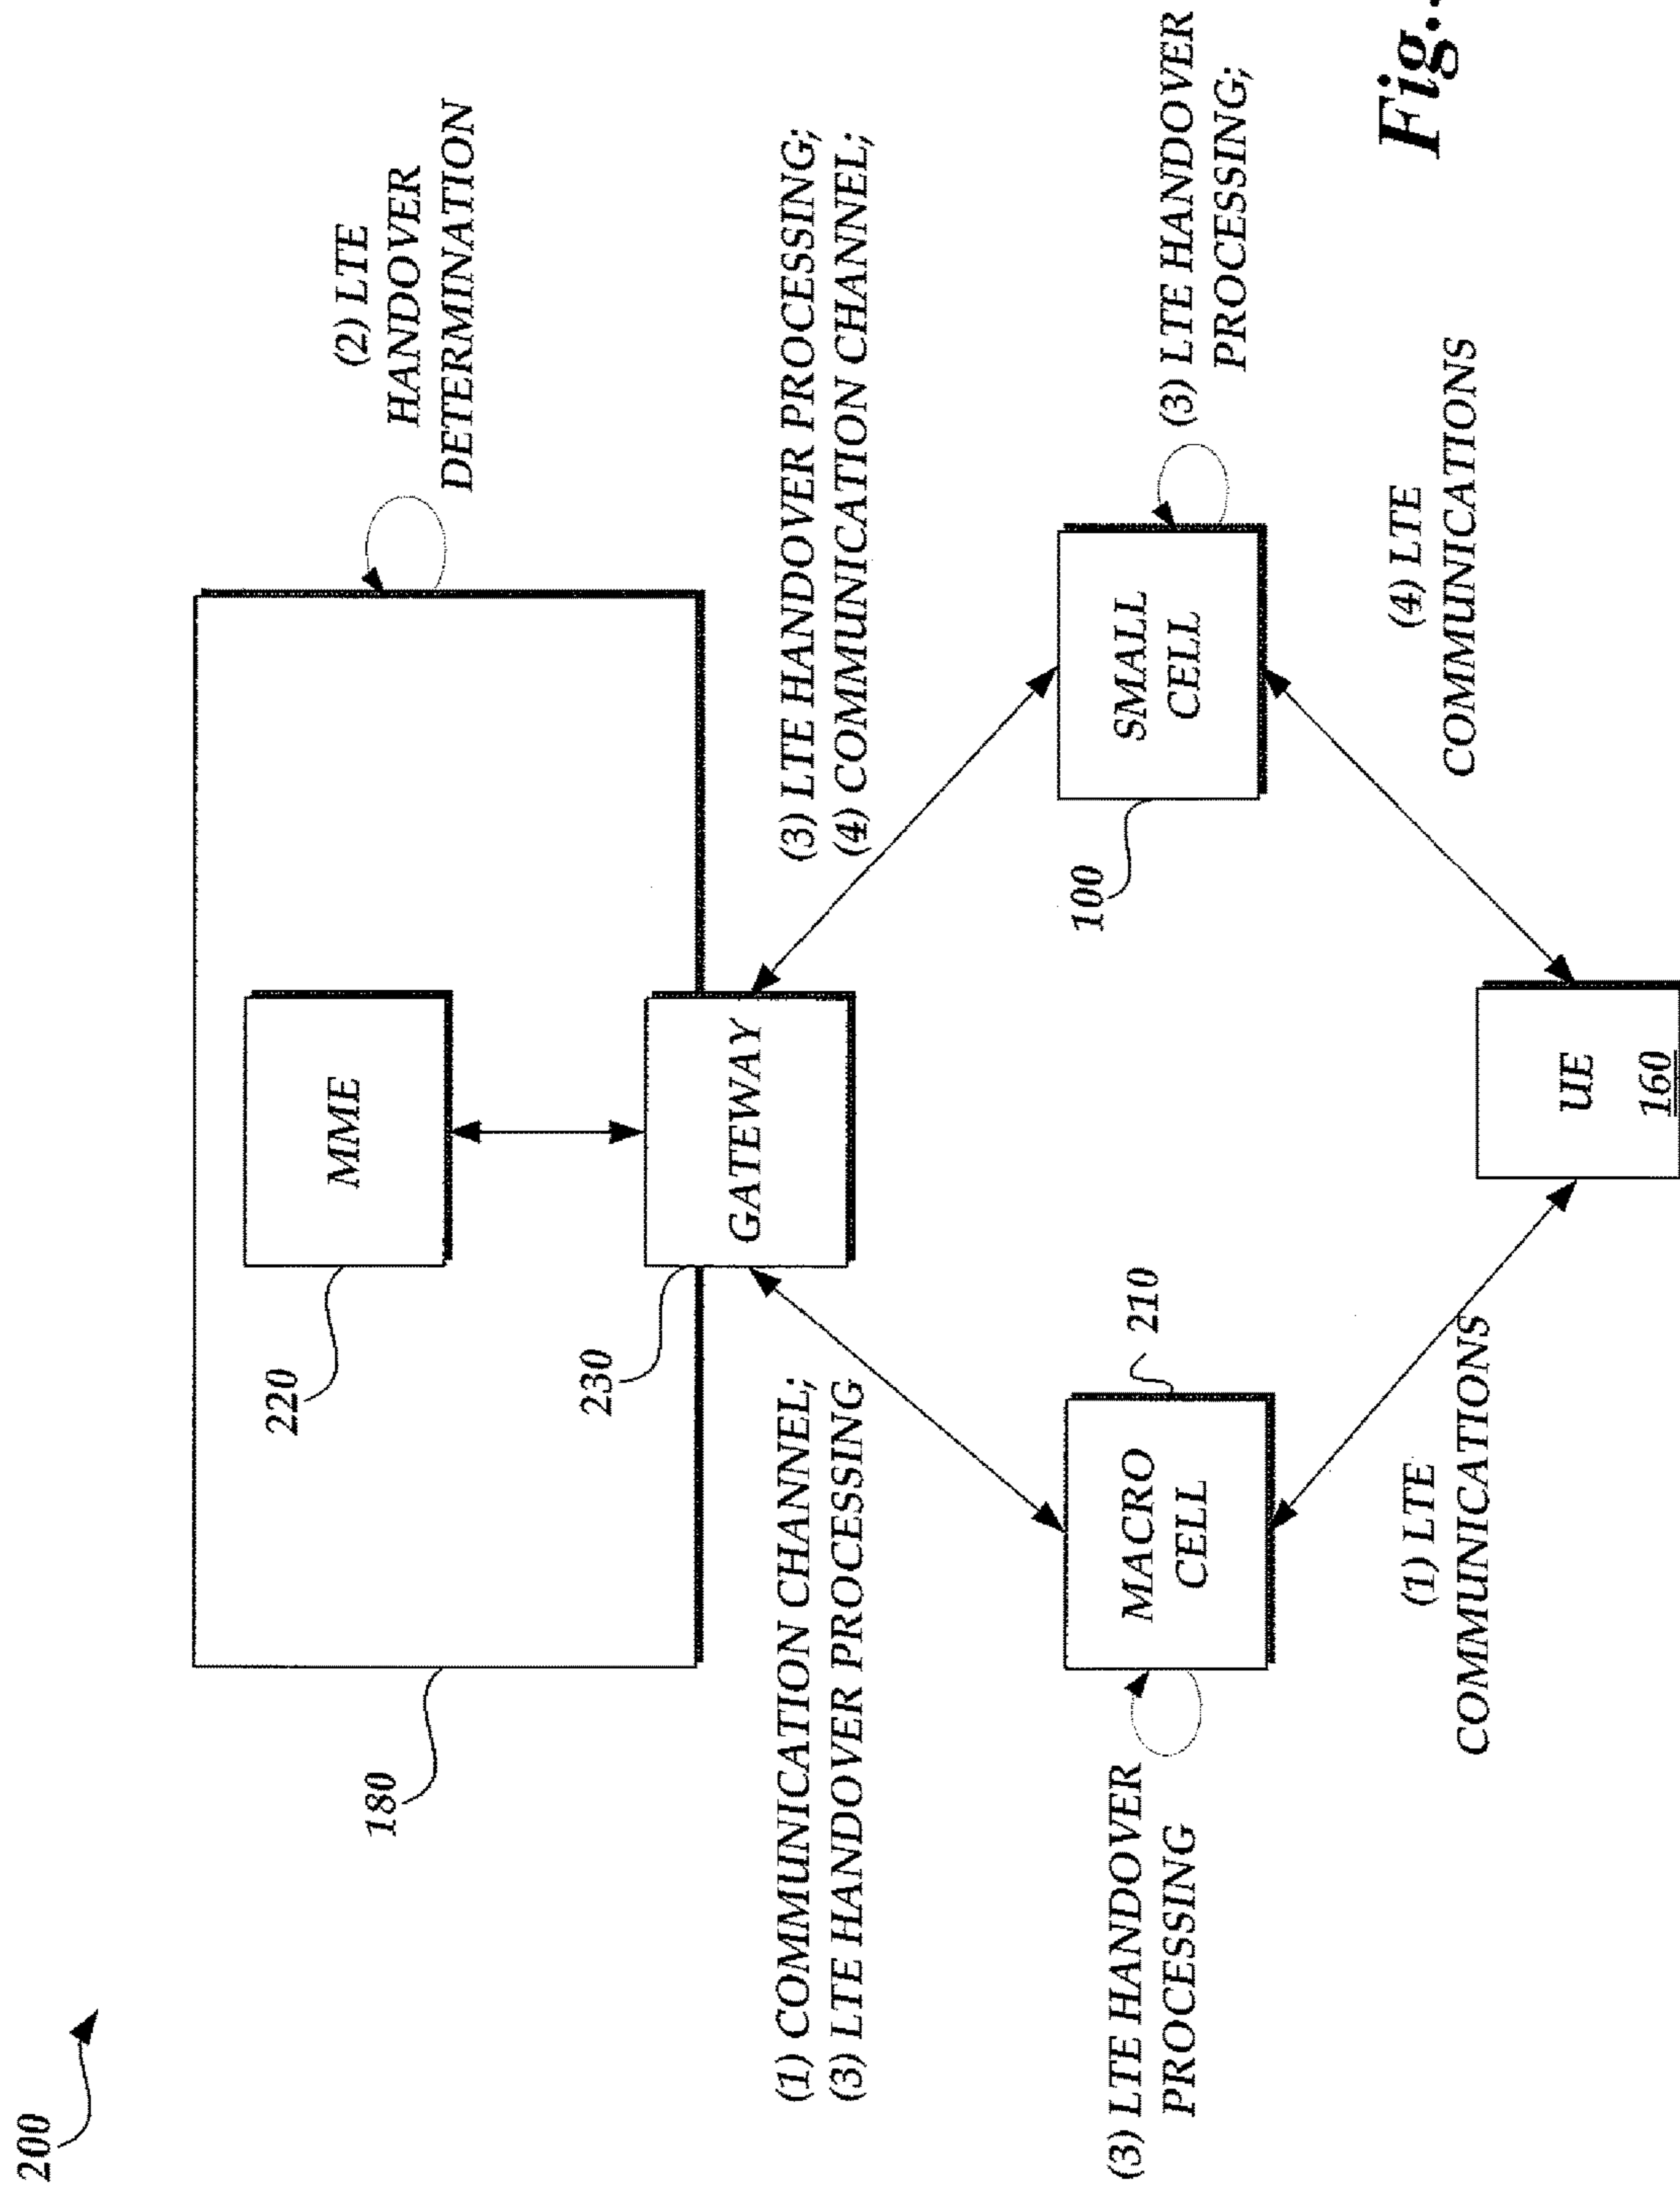 200
180
(2) LTE
HANDOVER
DETERMINATION
220
MME
230
GATEWAY
(1) COMMUNICATION CHANNEL;
(3) LTE HANDOVER PROCESSING
(3) LTE HANDOVER PROCESSING;
(4) COMMUNICATION CHANNEL;
(3) LTE HANDOVER
PROCESSING
MACRO
CELL
210
100
SMALL
CELL
(3) LTE HANDOVER
PROCESSING;
(1) LTE
COMMUNICATIONS
UE
160
(4) LTE
COMMUNICATIONS
Fig.